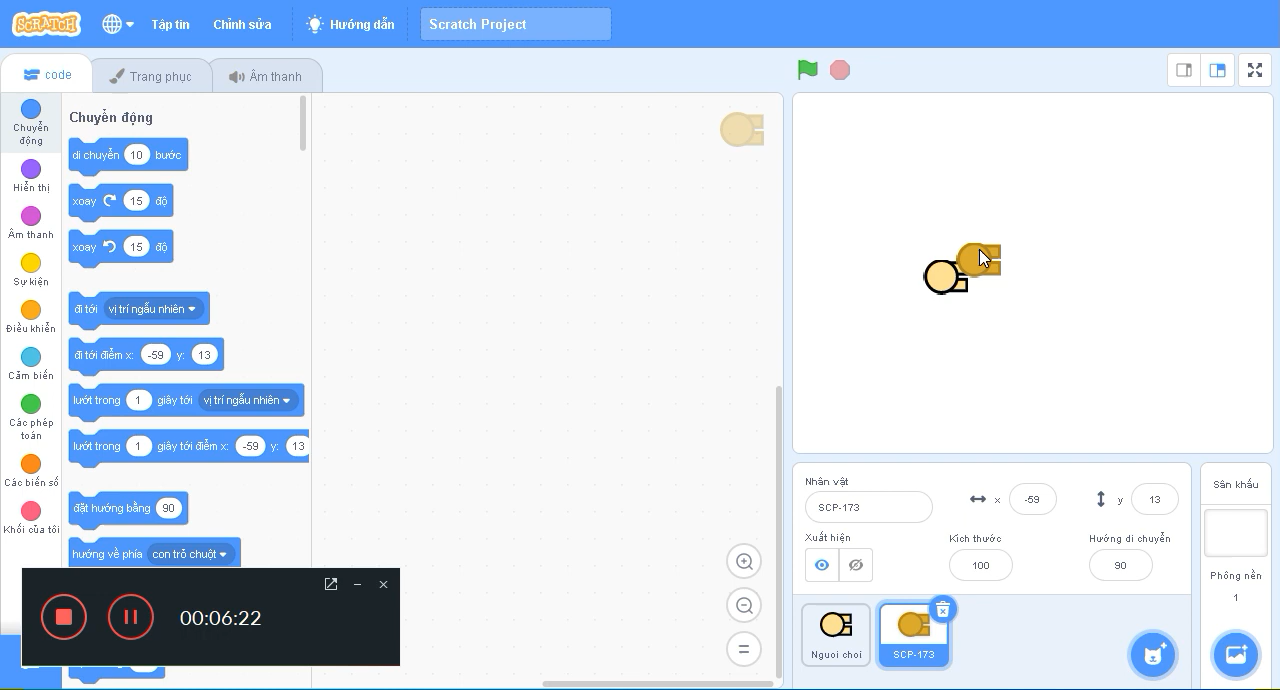 SCRATCH
Tập tin
Chỉnh sửa
Hướng dẫn
Scratch Project
code
Trang phục
Âm thanh
Chuyển động
Hiển thị
Âm thanh
Sự kiện
Điều khiển
Cảm biến
Các phép toán
Các biến số
Khối của tôi
Chuyển động
di chuyển 10 bước
xoay 15 độ
xoay 15 độ
đi tới vị trí ngẫu nhiên
đi tới điểm x: -59 y: 13
lướt trong 1 giây tới vị trí ngẫu nhiên
lướt trong 1 giây tới điểm x: -59 y: 13
đặt hướng bằng 90
hướng về phía con trỏ chuột
00:06:22
Nhân vật
SCP-173
x -59
y 13
Xuất hiện
Kích thước
100
Hướng di chuyển
90
Nguoi choi
SCP-173
Sân khấu
Phông nền
1